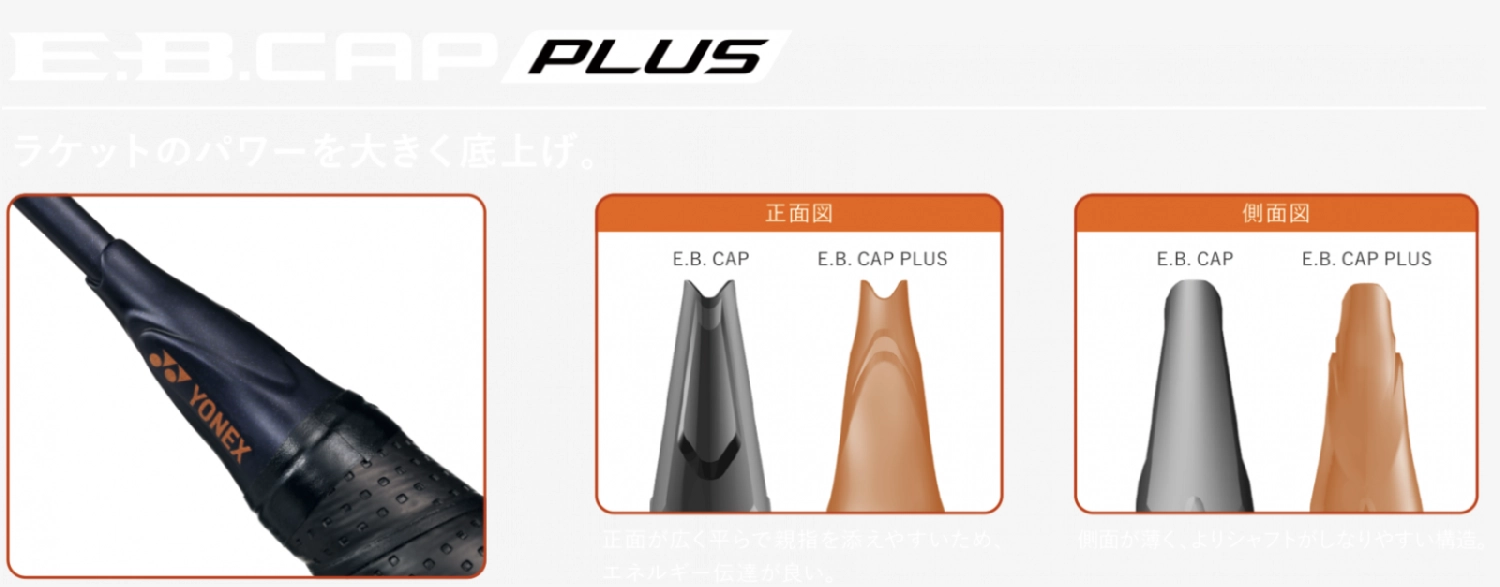 E.B.CAP PLUS
ラケットのパワーを大きく底上げ。
YONEX
正面図
E.B. CAP
E.B. CAP PLUS
正面が広く平らで親指を添えやすいため、
エネルギー伝達が良い。
側面図
E.B. CAP
E.B. CAP PLUS
側面が薄く、よりシャフトがしなりやすい構造。